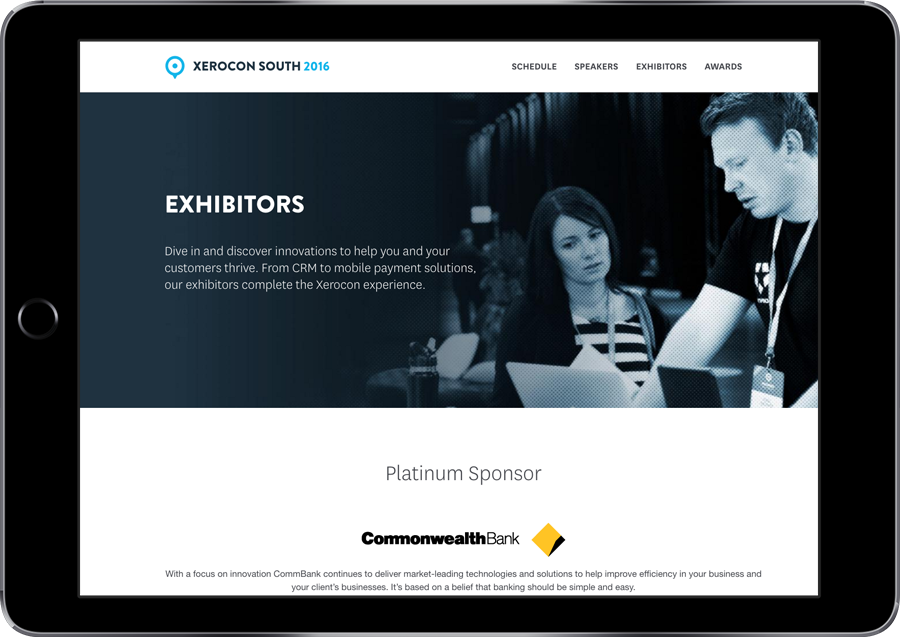 XEROCON SOUTH 2016
SCHEDULE SPEAKERS EXHIBITORS AWARDS
EXHIBITORS
Dive in and discover innovations to help you and your
customers thrive. From CRM to mobile payment solutions,
our exhibitors complete the Xerocon experience.
Platinum Sponsor
CommonwealthBank
With a focus on innovation CommBank continues to deliver market-leading technologies and solutions to help improve efficiency in your business and
your client's businesses. It's based on a belief that banking should be simple and easy.